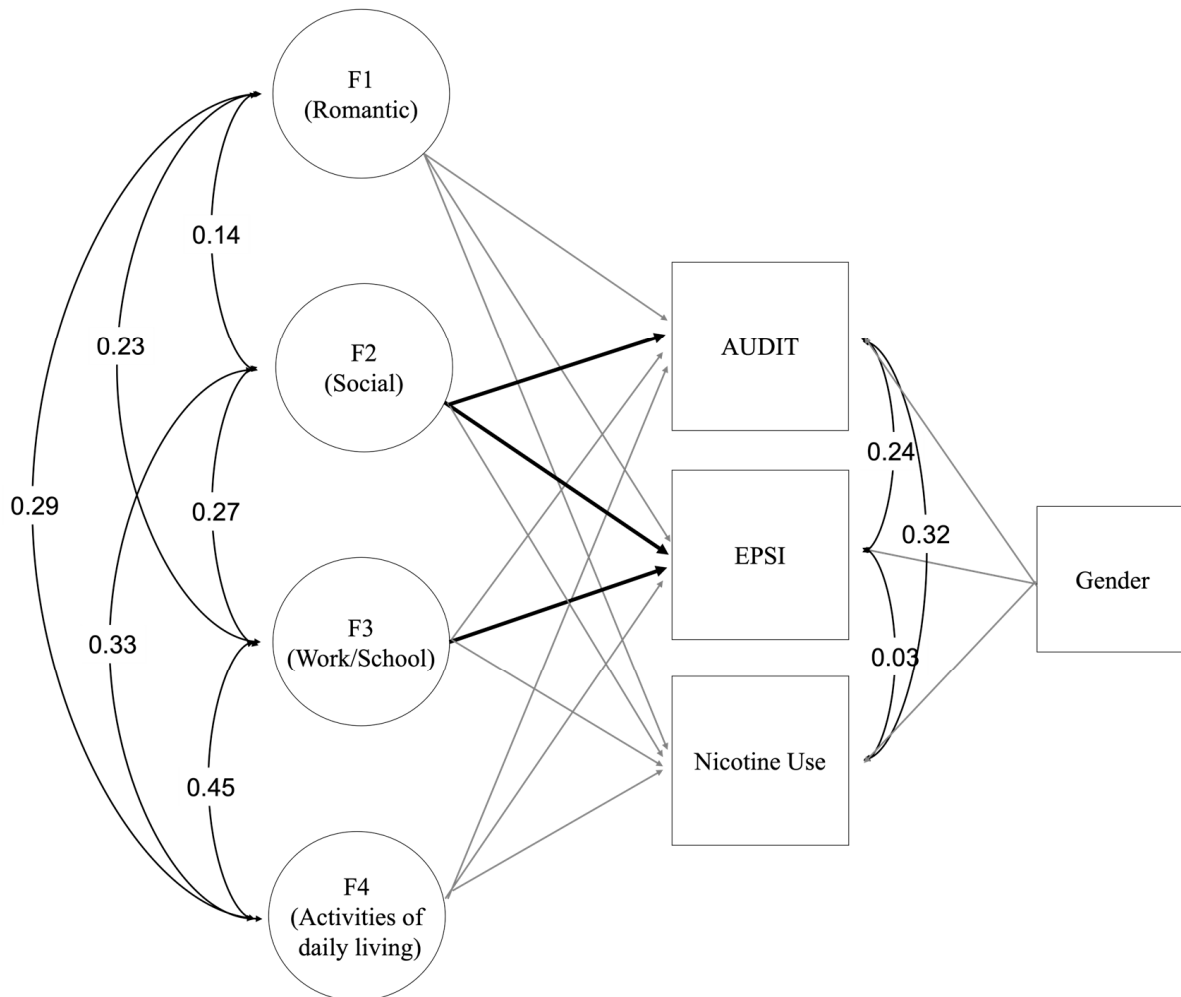 F1
(Romantic)
0.14
0.23
F2
(Social)
AUDIT
0.24
0.29
0.27
0.32
EPSI
Gender
F3
(Work/School)
0.33
0.03
Nicotine Use
0.45
F4
(Activities of
daily living)